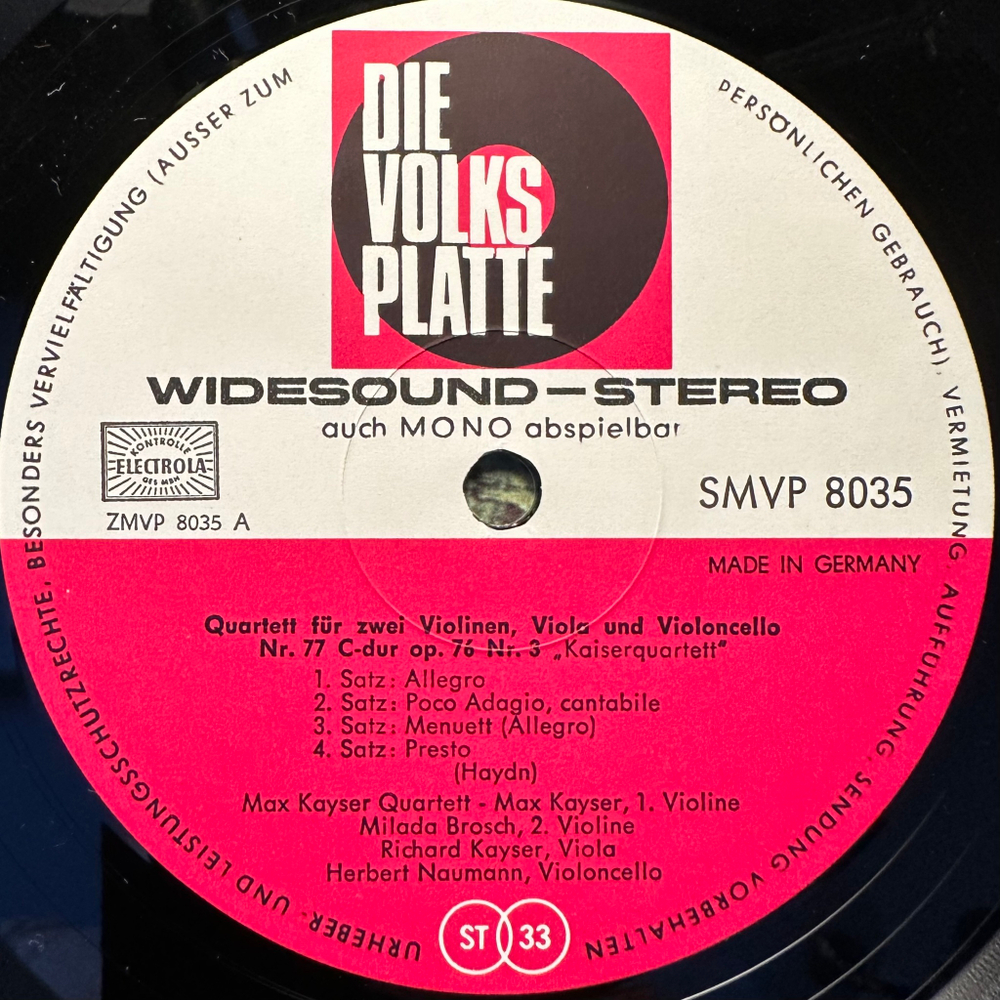 DIE
VOLKS
PLATTE
WIDESOUND — STEREO
auch MONO abspielbar
KONTROLLE
ELECTROLA
GES MBH
ZMVP 8035 A
SMVP 8035
MADE IN GERMANY
Quartett für zwei Violinen, Viola und Violoncello
Nr. 77 C-dur op. 76 Nr. 3 „Kaiserquartett"
1. Satz: Allegro
2. Satz: Poco Adagio, cantabile
3. Satz: Menuett (Allegro)
4. Satz: Presto
(Haydn)
Max Kayser Quartett - Max Kayser, 1. Violine
Milada Brosch, 2. Violine
Richard Kayser, Viola
Herbert Naumann, Violoncello
ST 33
URHEBER- UND LEISTUNGSSCHUTZRECHTE, BESONDERS VERVIELFÄLTIGUNG (AUSSER ZUM PERSÖNLICHEN GEBRAUCH), VERMIETUNG, AUFFÜHRUNG, SENDUNG VORBEHALTEN